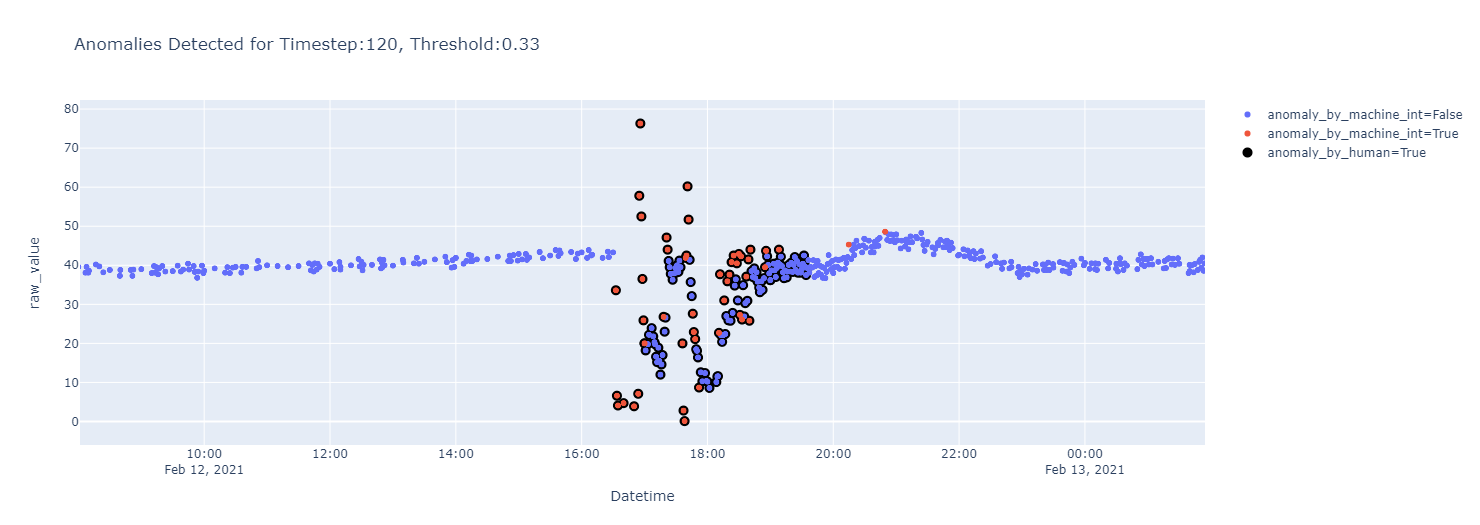 Anomalies Detected for Timestep:120, Threshold:0.33
anomaly_by_machine_int=False
anomaly_by_machine_int=True
anomaly_by_human=True
raw_value
80
70
60
50
40
30
20
10
0
10:00 12:00 14:00 16:00 18:00 20:00 22:00 00:00
Feb 12, 2021 Feb 13, 2021
Datetime